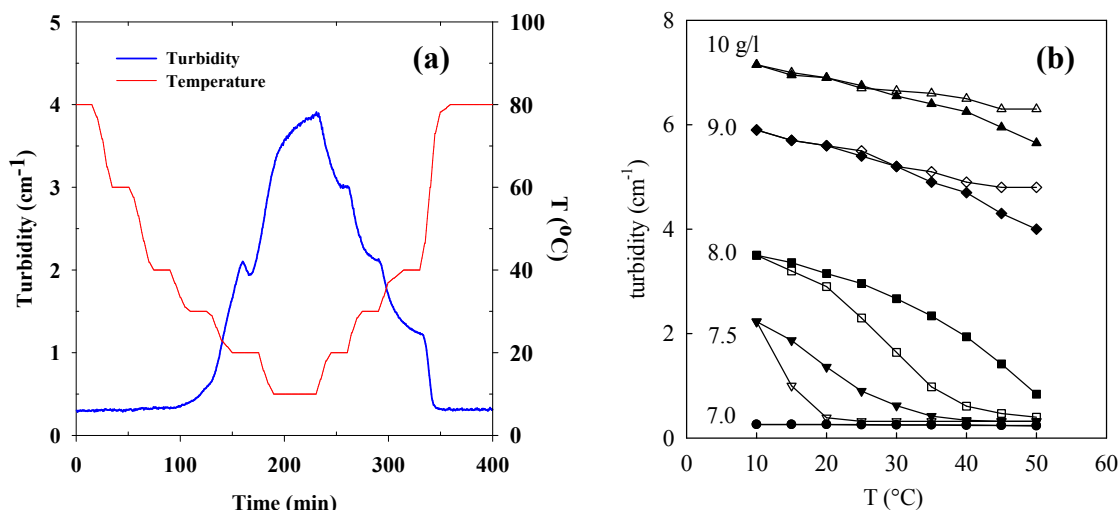 (a)
Turbidity
Temperature
5
4
3
2
1
0
Turbidity (cm-1)
100
80
60
40
20
0
T (°C)
0 100 200 300 400
Time (min)
(b)
8
6
4
2
0
turbidity (cm-1)
10 g/l
9.0
8.0
7.5
7.0
0 10 20 30 40 50 60
T (°C)